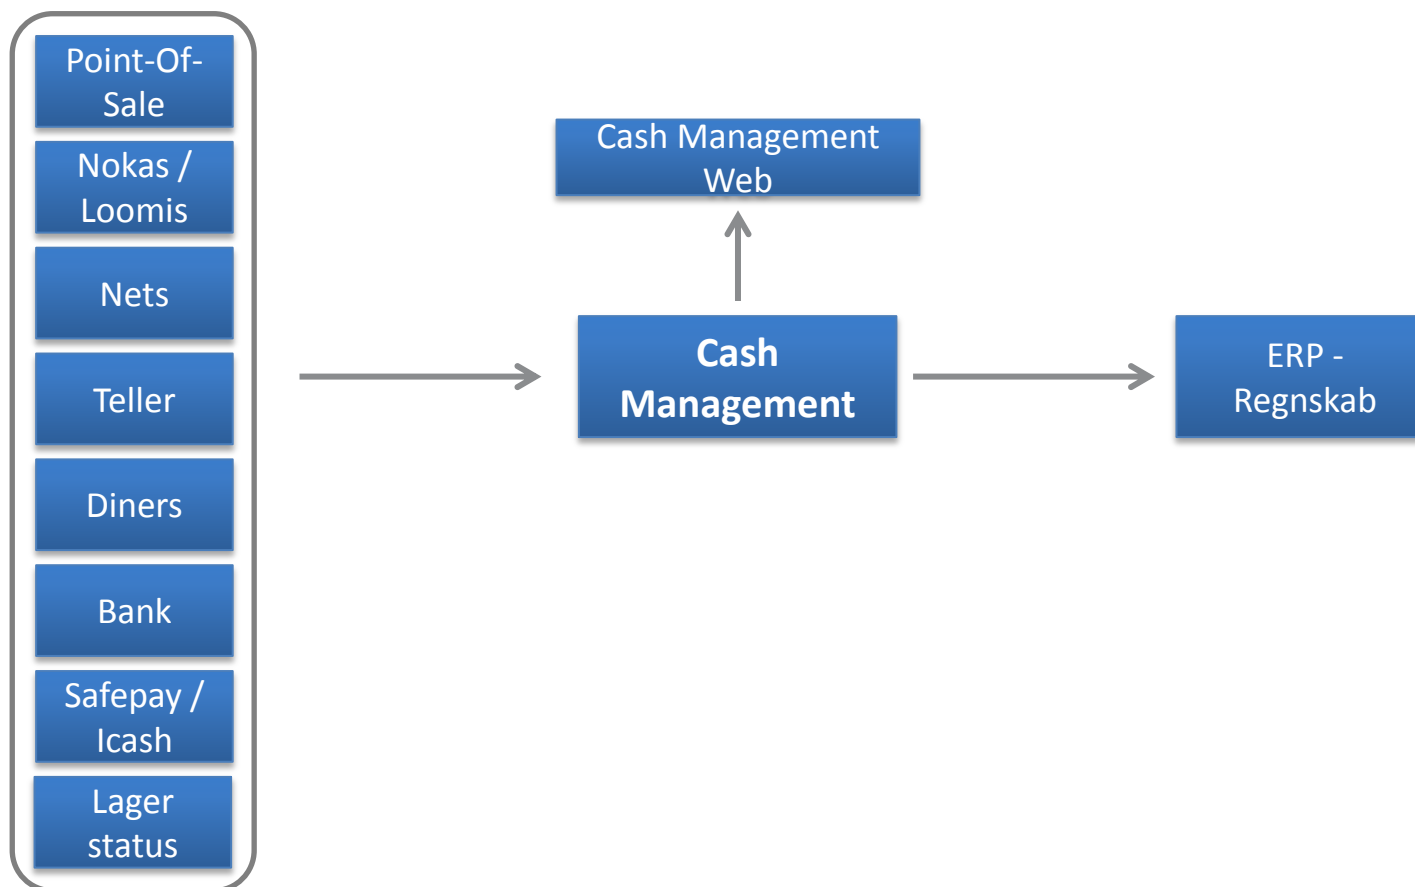 Point-Of-
Sale
Nokas /
Loomis
Nets
Teller
Diners
Bank
Safepay /
Icash
Lager
status
Cash Management
Web
Cash
Management
ERP -
Regnskab